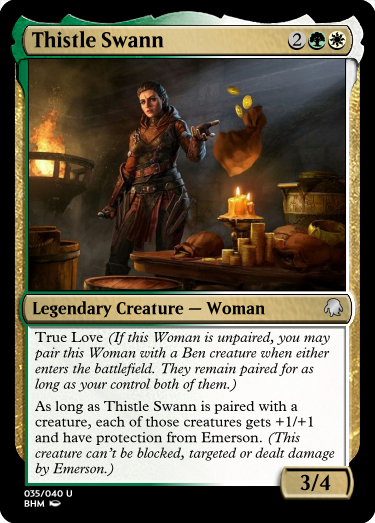 Thistle Swann 2
Legendary Creature — Woman
True Love (If this Woman is unpaired, you may
pair this Woman with a Ben creature when either
enters the battlefield. They remain paired for as
long as your control both of them.)
As long as Thistle Swann is paired with a
creature, each of those creatures gets +1/+1
and have protection from Emerson. (This
creature can't be blocked, targeted or dealt damage
by Emerson.)
3/4
035/040 U
BHM